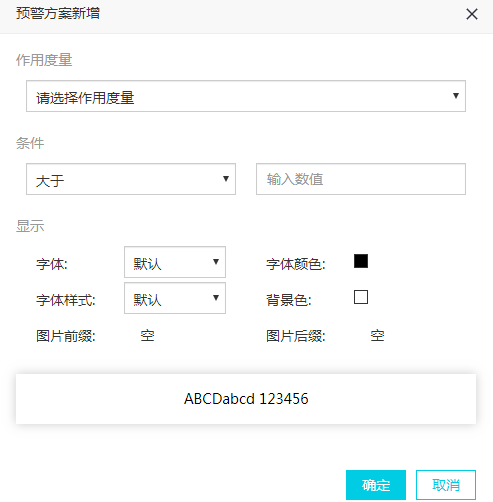 预警方案新增
作用度量
请选择作用度量
条件
大于 输入数值
显示
字体: 默认 字体颜色:
字体样式: 默认 背景色:
图片前缀: 空 图片后缀: 空
ABCDabcd 123456
确定 取消